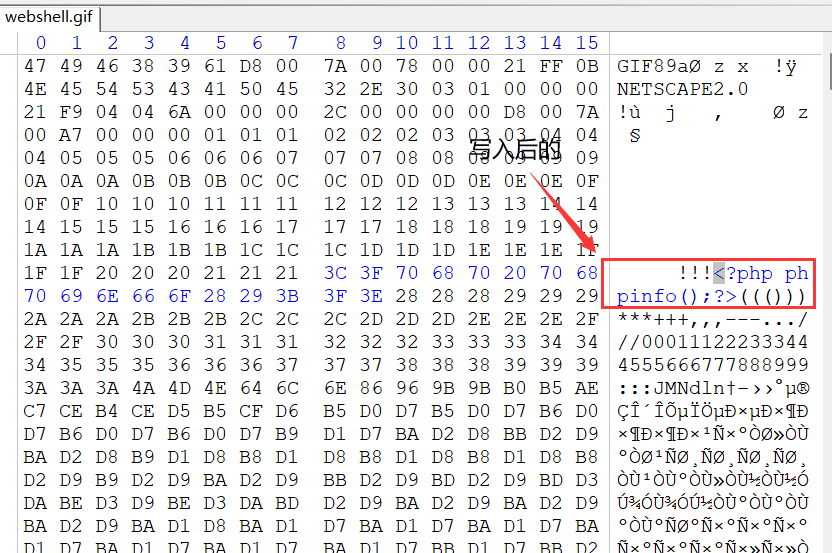 webshell.gif
0 1 2 3 4 5 6 7 8 9 10 11 12 13 14 15
47 49 46 38 39 61 D8 00 7A 00 78 00 00 21 FF 0B GIF89aØ z x !ÿ
4E 45 54 53 43 41 50 45 32 2E 30 03 01 00 00 00 NETSCAPE2.0
21 F9 04 04 6A 00 00 00 2C 00 00 00 00 D8 00 7A !ù j , Ø z
00 A7 00 00 00 01 01 01 02 02 02 03 03 03 04 04 §
04 05 05 05 06 06 06 07 07 07 08 08 08 09 09 09
写入后的
0A 0A 0A 0B 0B 0B 0C 0C 0C 0D 0D 0D 0E 0E 0E 0F
0F 0F 10 10 10 11 11 11 12 12 12 13 13 13 14 14
14 15 15 15 16 16 16 17 17 17 18 18 18 19 19 19
1A 1A 1A 1B 1B 1B 1C 1C 1C 1D 1D 1D 1E 1E 1E 1F
1F 1F 20 20 20 21 21 21 3C 3F 70 68 70 20 70 68 !!!<?php ph
70 69 6E 66 6F 28 29 3B 3F 3E 28 28 28 29 29 29 pinfo();?>((()))
2A 2A 2A 2B 2B 2B 2C 2C 2C 2D 2D 2D 2E 2E 2E 2F ***+++,,,---.../
2F 2F 30 30 30 31 31 31 32 32 32 33 33 33 34 34 //00011122233344
34 35 35 35 36 36 36 37 37 37 38 38 38 39 39 39 4555666777888999
3A 3A 3A 4A 4D 4E 64 6C 6E 86 96 9B 9B B0 B5 AE :::JMNdln†–››°µ®
C7 CE B4 CE D5 B5 CF D6 B5 D0 D7 B5 D0 D7 B6 D0 ÇÎ´ÎÕµÏÖµÐ×µÐ×¶Ð
D7 B6 D0 D7 B6 D0 D7 B9 D1 D7 BA D2 D8 BB D2 D9 ×¶Ð×¶Ð×¹Ñ×ºÒØ»ÒÙ
BA D2 D8 B9 D1 D8 B8 D1 D8 B8 D1 D8 B8 D1 D8 B8 ºÒØ¹ÑØ¸ÑØ¸ÑØ¸ÑØ¸
D2 D9 B9 D2 D9 BA D2 D9 BB D2 D9 BD D2 D9 BD D3 ÒÙ¹ÒÙºÒÙ»ÒÙ½ÒÙ½Ó
DA BE D3 D9 BE D3 DA BD D2 D9 BA D2 D9 BA D2 D9 Ú¾ÓÙ¾ÓÚ½ÒÙºÒÙºÒÙ
BA D2 D9 BA D1 D8 BA D1 D7 BA D1 D7 BA D1 D7 BA ºÒÙºÑØºÑ×ºÑ×ºÑ×º